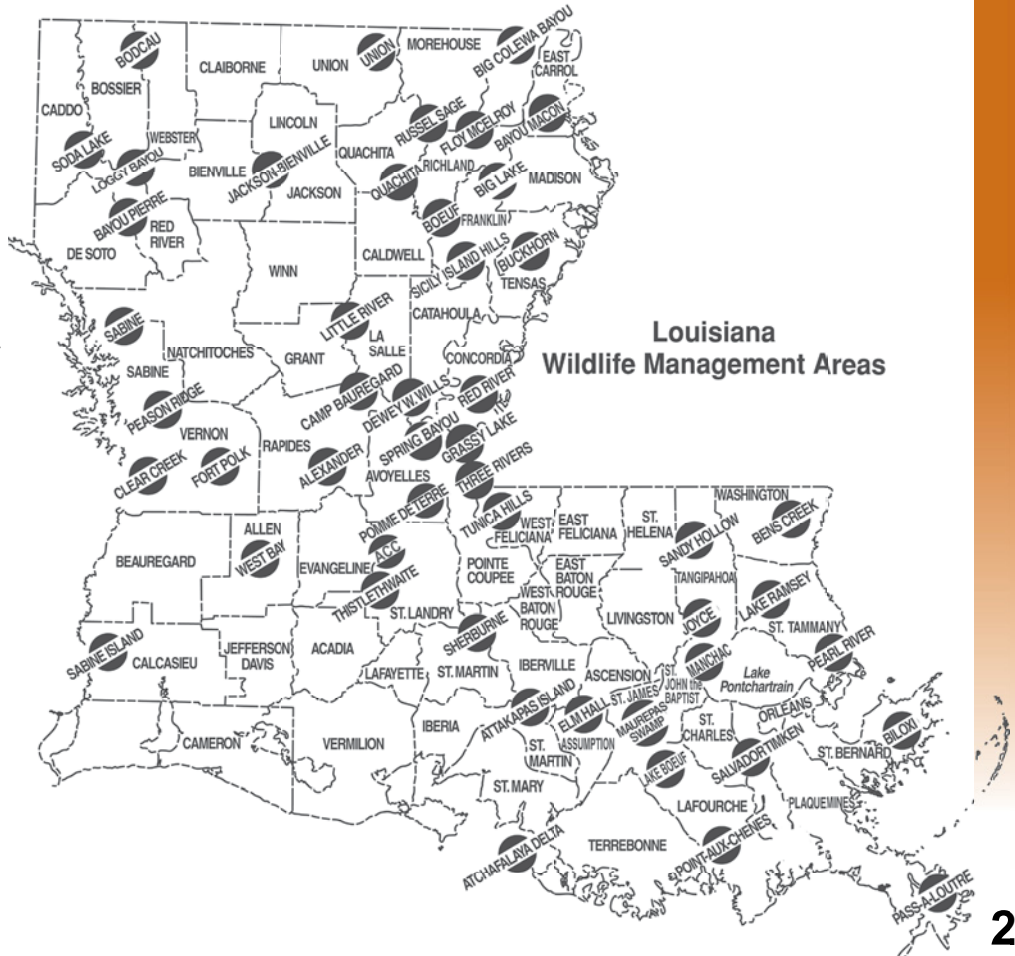 BODCAU
UNION
MOREHOUSE
BIG COLEWA BAYOU
CLAIBORNE
UNION
EAST
CARROL
BOSSIER
CADDO
LINCOLN
RUSSEL SAGE
FLOY MCELROY
BAYOU MACON
SODA LAKE
WEBSTER
LOGGY BAYOU
BIENVILLE
JACKSON-BIENVILLE
QUACHITA
RICHLAND
QUACHITA
BIG LAKE
MADISON
JACKSON
BAYOU PIERRE
RED
RIVER
BOEUF
FRANKLIN
DE SOTO
WINN
CALDWELL
SICILY ISLAND HILLS
BUCKHORN
TENSAS
SABINE
LITTLE RIVER
CATAHOULA
LA
SALLE
Louisiana
Wildlife Management Areas
NATCHITOCHES
GRANT
CONCORDIA
SABINE
PEASON RIDGE
CAMP BAUREGARD
DEWEY W. WILLS
RED RIVER
VERNON
RAPIDES
SPRING BAYOU
GRASSY LAKE
CLEAR CREEK
FORT POLK
ALEXANDER
AVOYELLES
THREE RIVERS
POMME DE TERRE
TUNICA HILLS
WEST
FELICIANA
EAST
FELICIANA
ST.
HELENA
WASHINGTON
SANDY HOLLOW
BENS CREEK
ALLEN
WEST BAY
BEAUREGARD
EVANGELINE
ACC
THISTLETHWAITE
POINTE
COUPEE
EAST
BATON
ROUGE
WEST
BATON
ROUGE
TANGIPAHOA
LIVINGSTON
LAKE RAMSEY
ST. TAMMANY
ST. LANDRY
JOYCE
PEARL RIVER
SABINE ISLAND
CALCASIEU
JEFFERSON
DAVIS
ACADIA
SHERBURNE
LAFAYETTE
ST. MARTIN
IBERVILLE
ASCENSION
MANCHAC
ST.
JOHN the
BAPTIST
Lake
Pontchartrain
ATTAKAPAS ISLAND
ELM HALL
ST. JAMES
MAUREPAS
SWAMP
ST.
CHARLES
ORLEANS
BILOXI
CAMERON
VERMILION
IBERIA
ST.
MARTIN
ASSUMPTION
LAKE BOEUF
SALVADOR TIMKEN
ST. BERNARD
ST. MARY
LAFOURCHE
PLAQUEMINES
ATCHAFALAYA DELTA
TERREBONNE
POINT-AUX-CHENES
PASS-A-LOUTRE
2